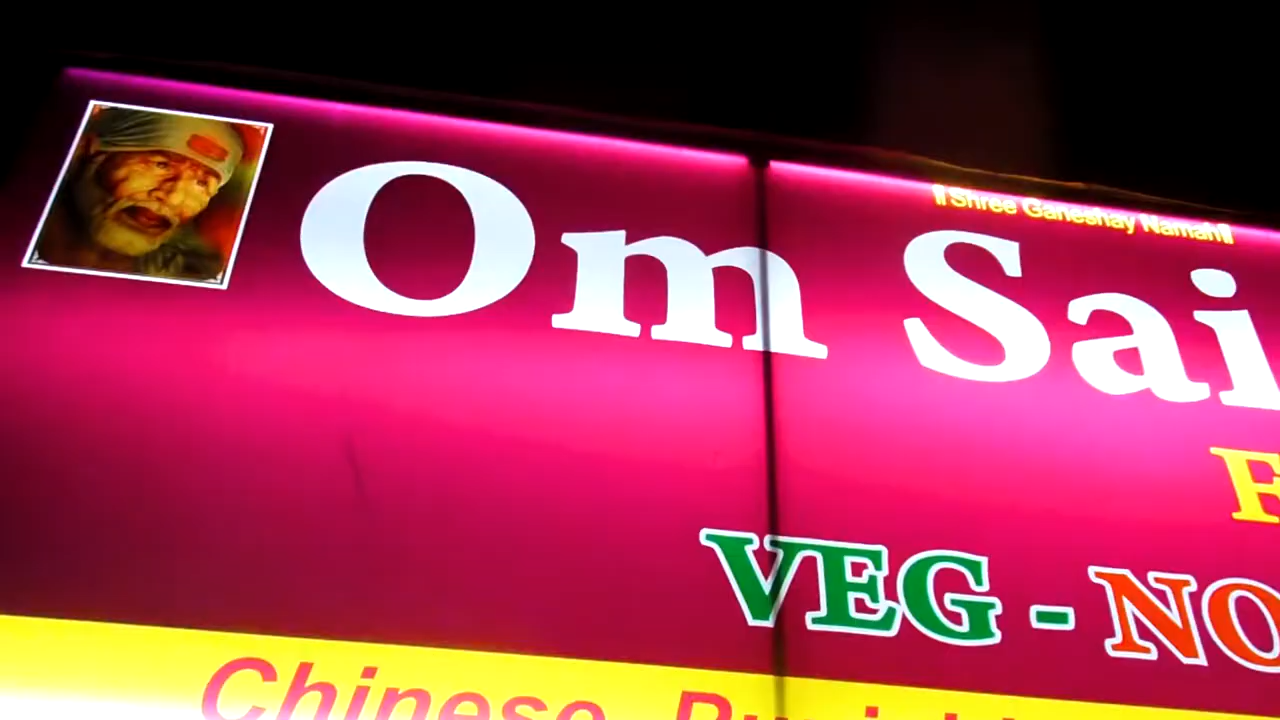 ॥Shree Ganeshay Namah॥
Om Sai
VEG - NO
Chinese,